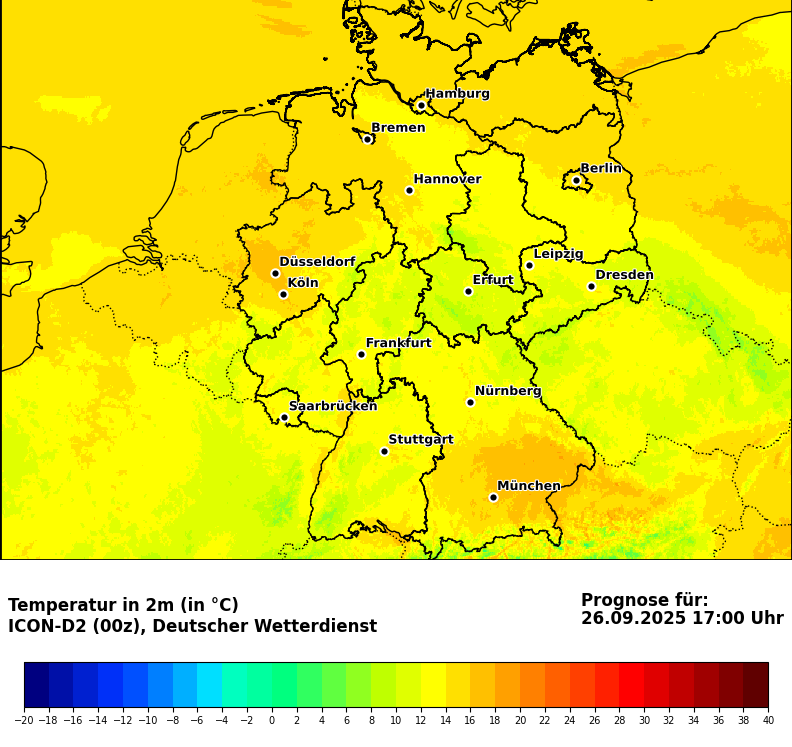 Hamburg
Bremen
Berlin
Hannover
Leipzig
Düsseldorf
Dresden
Erfurt
Köln
Frankfurt
Nürnberg
Saarbrücken
Stuttgart
München
Temperatur in 2m (in °C)
ICON-D2 (00z), Deutscher Wetterdienst
Prognose für:
26.09.2025 17:00 Uhr
−20 −18 −16 −14 −12 −10 −8 −6 −4 −2 0 2 4 6 8 10 12 14 16 18 20 22 24 26 28 30 32 34 36 38 40